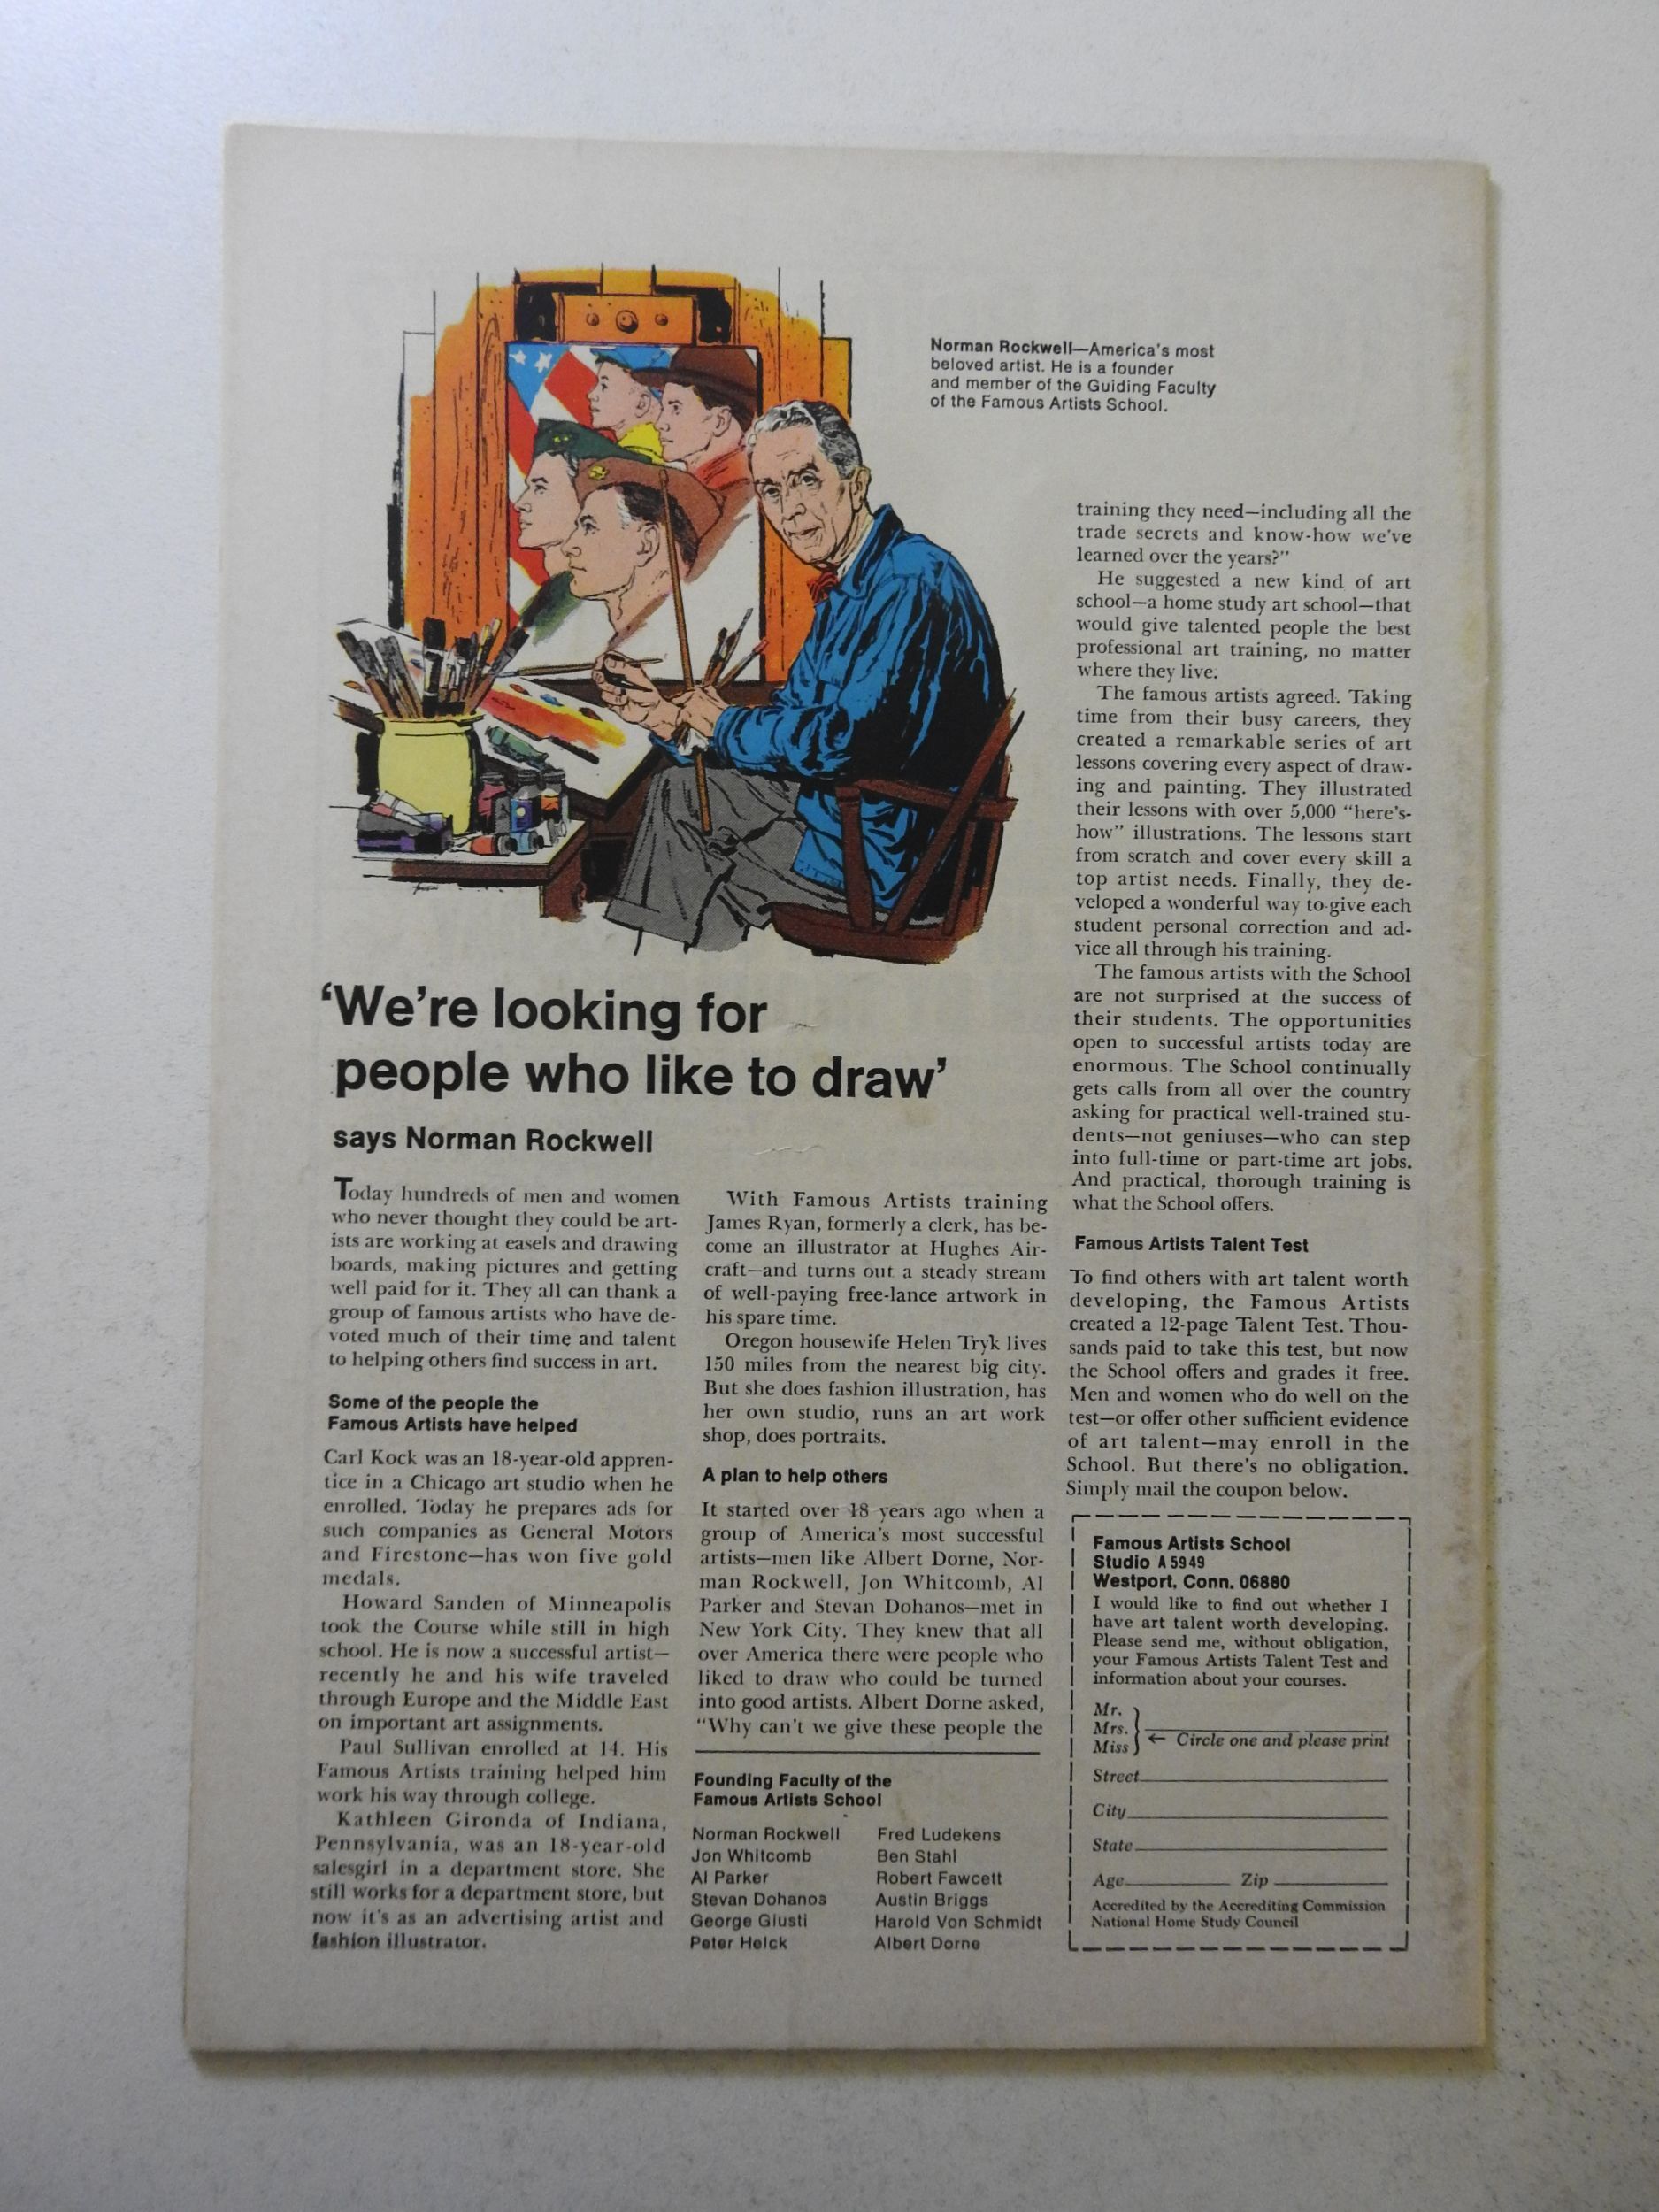 Norman Rockwell—America's most
beloved artist. He is a founder
and member of the Guiding Faculty
of the Famous Artists School.
'We're looking for
people who like to draw'
says Norman Rockwell
Today hundreds of men and women
who never thought they could be art-
ists are working at easels and drawing
boards, making pictures and getting
well paid for it. They all can thank a
group of famous artists who have de-
voted much of their time and talent
to helping others find success in art.
Some of the people the
Famous Artists have helped
Carl Kock was an 18-year-old appren-
tice in a Chicago art studio when he
enrolled. Today he prepares ads for
such companies as General Motors
and Firestone—has won five gold
medals.
Howard Sanden of Minneapolis
took the Course while still in high
school. He is now a successful artist—
recently he and his wife traveled
through Europe and the Middle East
on important art assignments.
Paul Sullivan enrolled at 14. His
Famous Artists training helped him
work his way through college.
Kathleen Gironda of Indiana,
Pennsylvania, was an 18-year-old
salesgirl in a department store. She
still works for a department store, but
now it's as an advertising artist and
fashion illustrator.
With Famous Artists training
James Ryan, formerly a clerk, has be-
come an illustrator at Hughes Air-
craft—and turns out a steady stream
of well-paying free-lance artwork in
his spare time.
Oregon housewife Helen Tryk lives
150 miles from the nearest big city.
But she does fashion illustration, has
her own studio, runs an art work
shop, does portraits.
A plan to help others
It started over 18 years ago when a
group of America's most successful
artists—men like Albert Dorne, Nor-
man Rockwell, Jon Whitcomb, Al
Parker and Stevan Dohanos—met in
New York City. They knew that all
over America there were people who
liked to draw who could be turned
into good artists. Albert Dorne asked,
"Why can't we give these people the
Founding Faculty of the
Famous Artists School
Norman Rockwell
Jon Whitcomb
Al Parker
Stevan Dohanos
George Giusti
Peter Helck
Fred Ludekens
Ben Stahl
Robert Fawcett
Austin Briggs
Harold Von Schmidt
Albert Dorne
training they need—including all the
trade secrets and know-how we've
learned over the years?"
He suggested a new kind of art
school—a home study art school—that
would give talented people the best
professional art training, no matter
where they live.
The famous artists agreed. Taking
time from their busy careers, they
created a remarkable series of art
lessons covering every aspect of draw-
ing and painting. They illustrated
their lessons with over 5,000 "here's-
how" illustrations. The lessons start
from scratch and cover every skill a
top artist needs. Finally, they de-
veloped a wonderful way to give each
student personal correction and ad-
vice all through his training.
The famous artists with the School
are not surprised at the success of
their students. The opportunities
open to successful artists today are
enormous. The School continually
gets calls from all over the country
asking for practical well-trained stu-
dents—not geniuses—who can step
into full-time or part-time art jobs.
And practical, thorough training is
what the School offers.
Famous Artists Talent Test
To find others with art talent worth
developing, the Famous Artists
created a 12-page Talent Test. Thou-
sands paid to take this test, but now
the School offers and grades it free.
Men and women who do well on the
test—or offer other sufficient evidence
of art talent—may enroll in the
School. But there's no obligation.
Simply mail the coupon below.
Famous Artists School
Studio A 5949
Westport, Conn. 06880
I would like to find out whether I
have art talent worth developing.
Please send me, without obligation,
your Famous Artists Talent Test and
information about your courses.
Mr.
Mrs.
Miss
← Circle one and please print
Street
City
State
Age Zip
Accredited by the Accrediting Commission
National Home Study Council